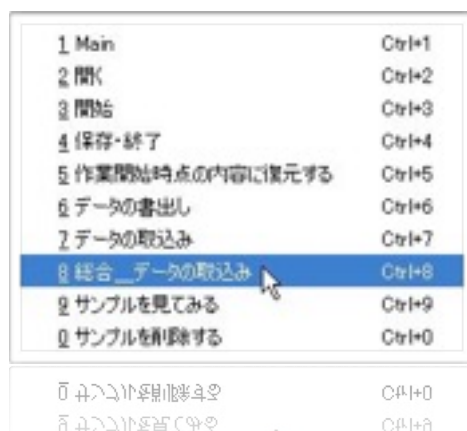 1 Main Ctrl+1
2 開く Ctrl+2
3 開始 Ctrl+3
4 保存・終了 Ctrl+4
5 作業開始時点の内容に復元する Ctrl+5
6 データの書出し Ctrl+6
7 データの取込み Ctrl+7
8 総合__データの取込み Ctrl+8
9 サンプルを見てみる Ctrl+9
0 サンプルを削除する Ctrl+0